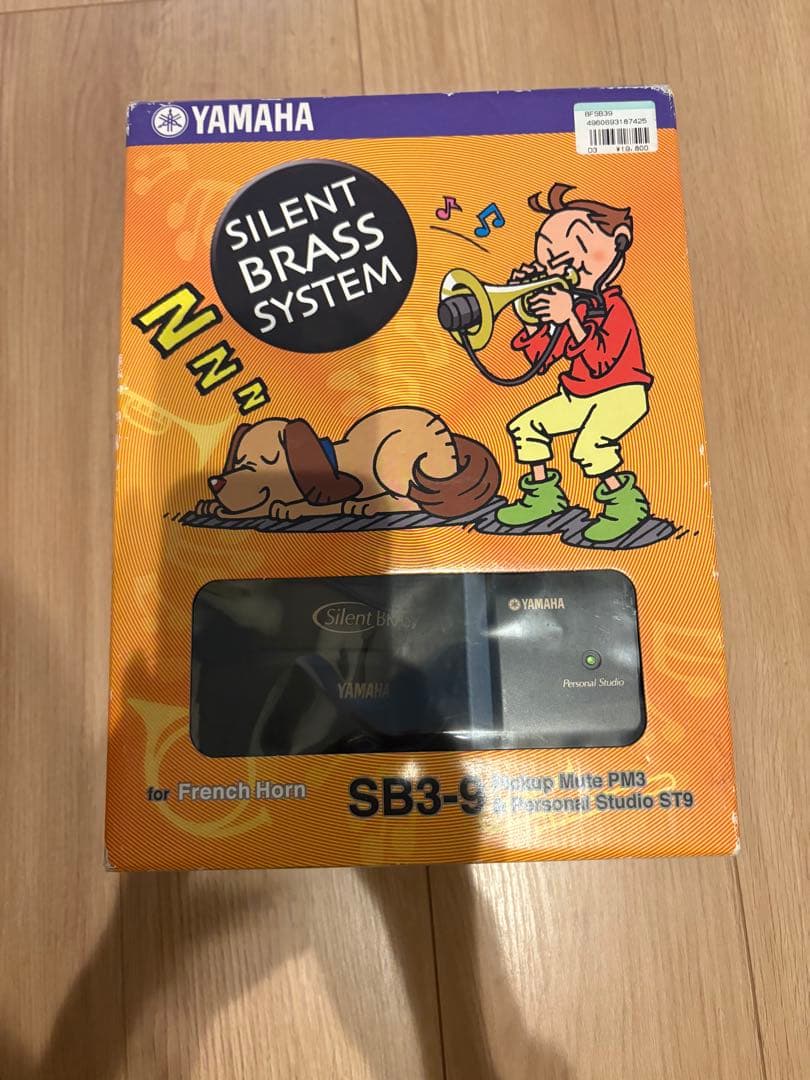 YAMAHA
BFSB39
4960693187425
D3 ¥19,800
SILENT
BRASS
SYSTEM
N N N
Silent Brass
YAMAHA
YAMAHA
Personal Studio
for French Horn
SB3-9
Pickup Mute PM3
& Personal Studio ST9